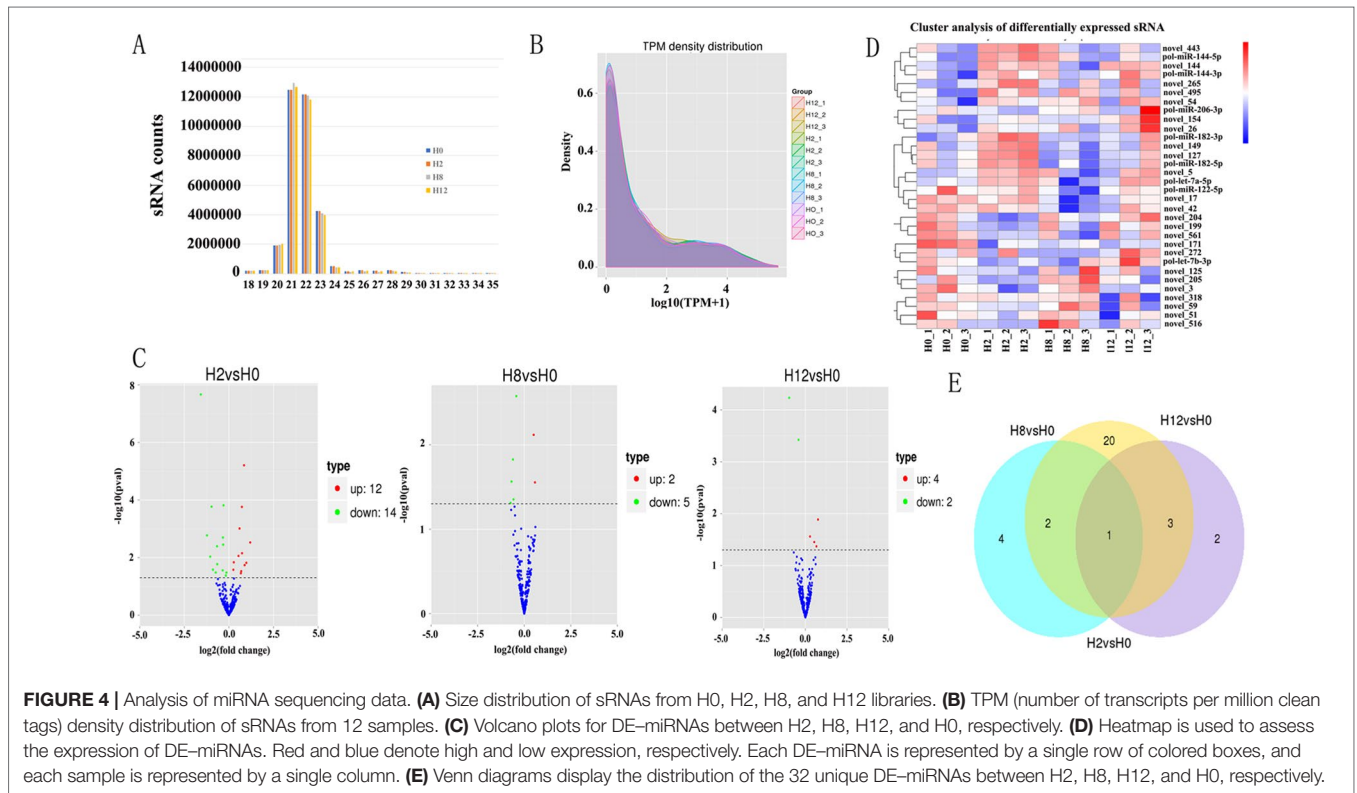 A
14000000
12000000
10000000
8000000
6000000
4000000
2000000
0
sRNA counts
18 19 20 21 22 23 24 25 26 27 28 29 30 31 32 33 34 35
H0
H2
H8
H12
B
TPM density distribution
0.6
0.4
0.2
0.0
Density
0 2 4
log10(TPM+1)
Group
H12_1
H12_2
H12_3
H2_1
H2_2
H2_3
H8_1
H8_2
H8_3
HO_1
HO_2
HO_3
Cluster analysis of differentially expressed sRNA
D
novel_443
pol-miR-144-5p
novel_144
pol-miR-144-3p
novel_265
novel_495
novel_54
pol-miR-206-3p
novel_154
novel_26
pol-miR-182-3p
novel_149
novel_127
pol-miR-182-5p
novel_5
pol-let-7a-5p
pol-miR-122-5p
novel_17
novel_42
novel_204
novel_199
novel_561
novel_171
novel_272
pol-let-7b-3p
novel_125
novel_205
novel_3
novel_318
novel_59
novel_51
novel_516
H0_1 H0_2 H0_3 H2_1 H2_2 H2_3 H8_1 H8_2 H8_3 I12_1 I12_2 I12_3
C
H2vsH0
8
6
4
2
0
-log10(pval)
-5.0 -2.5 0.0 2.5 5.0
log2(fold change)
type
up: 12
down: 14
H8vsH0
2
1
0
-log10(pval)
-5.0 -2.5 0.0 2.5 5.0
log2(fold change)
type
up: 2
down: 5
H12vsH0
4
3
2
1
0
-log10(pval)
-5.0 -2.5 0.0 2.5 5.0
log2(fold change)
type
up: 4
down: 2
E
H8vsH0
H12vsH0
20
4
2
1
3
2
H2vsH0
FIGURE 4 | Analysis of miRNA sequencing data. (A) Size distribution of sRNAs from H0, H2, H8, and H12 libraries. (B) TPM (number of transcripts per million clean
tags) density distribution of sRNAs from 12 samples. (C) Volcano plots for DE–miRNAs between H2, H8, H12, and H0, respectively. (D) Heatmap is used to assess
the expression of DE–miRNAs. Red and blue denote high and low expression, respectively. Each DE–miRNA is represented by a single row of colored boxes, and
each sample is represented by a single column. (E) Venn diagrams display the distribution of the 32 unique DE–miRNAs between H2, H8, H12, and H0, respectively.